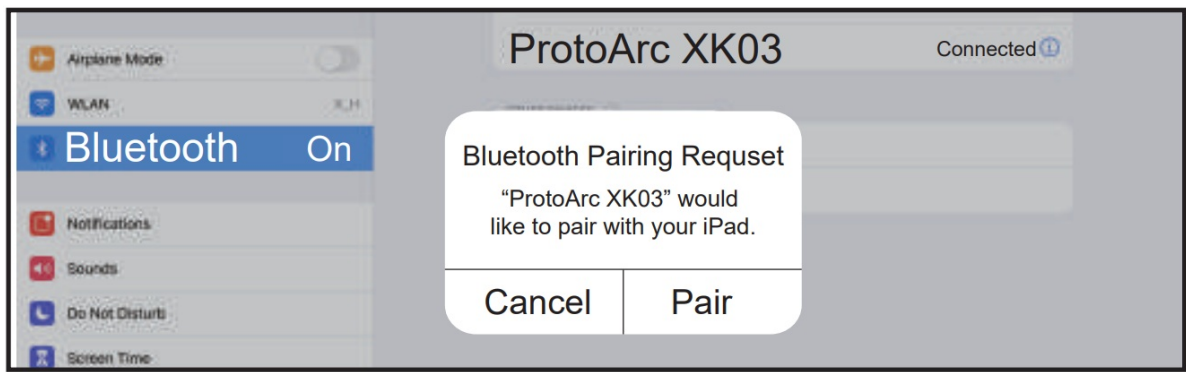 Airplane Mode
WLAN X_H
Bluetooth On
Notifications
Sounds
Do Not Disturb
Screen Time
ProtoArc XK03 Connected
Bluetooth Pairing Requset
“ProtoArc XK03” would
like to pair with your iPad.
Cancel Pair